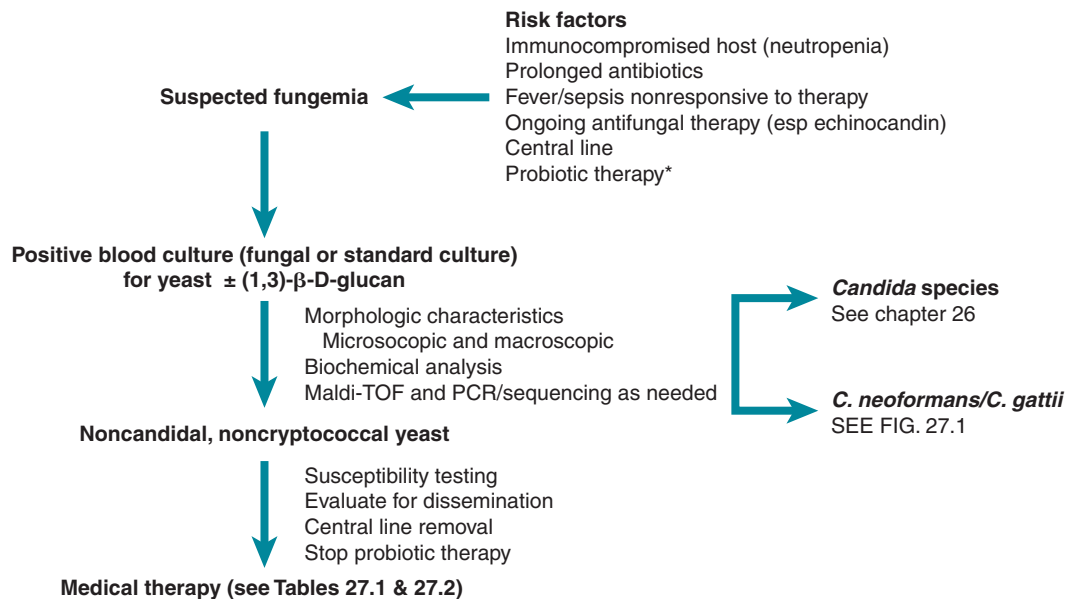 Risk factors
Immunocompromised host (neutropenia)
Prolonged antibiotics
Fever/sepsis nonresponsive to therapy
Ongoing antifungal therapy (esp echinocandin)
Central line
Probiotic therapy*
Suspected fungemia
Positive blood culture (fungal or standard culture)
for yeast ± (1,3)-β-D-glucan
Morphologic characteristics
Microsocopic and macroscopic
Biochemical analysis
Maldi-TOF and PCR/sequencing as needed
Candida species
See chapter 26
C. neoformans/C. gattii
SEE FIG. 27.1
Noncandidal, noncryptococcal yeast
Susceptibility testing
Evaluate for dissemination
Central line removal
Stop probiotic therapy
Medical therapy (see Tables 27.1 & 27.2)